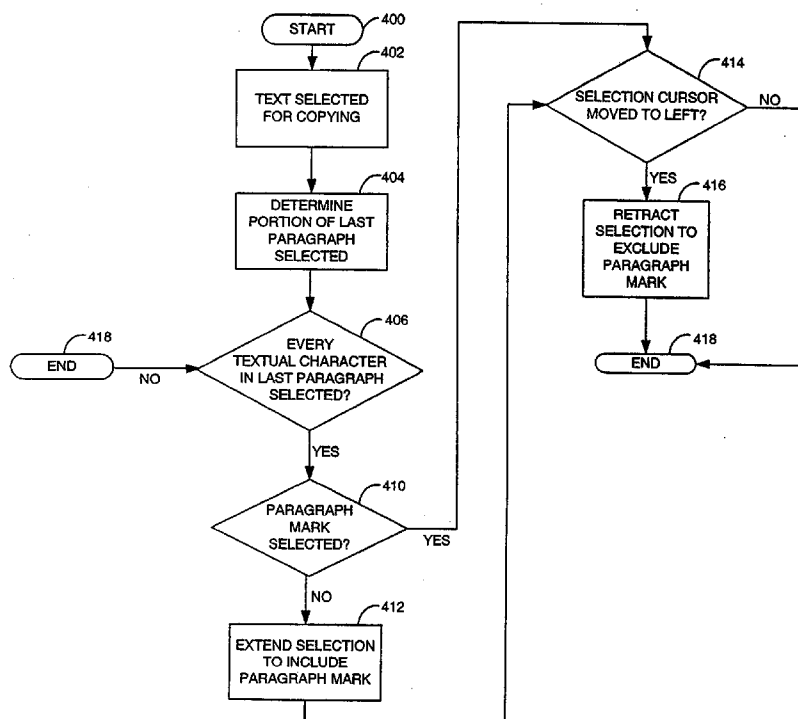 START
400
402
TEXT SELECTED
FOR COPYING
404
DETERMINE
PORTION OF LAST
PARAGRAPH
SELECTED
406
EVERY
TEXTUAL CHARACTER
IN LAST PARAGRAPH
SELECTED?
418
END
NO
YES
410
PARAGRAPH
MARK
SELECTED?
YES
NO
412
EXTEND SELECTION
TO INCLUDE
PARAGRAPH MARK
414
SELECTION CURSOR
MOVED TO LEFT?
NO
YES
416
RETRACT
SELECTION TO
EXCLUDE
PARAGRAPH
MARK
418
END